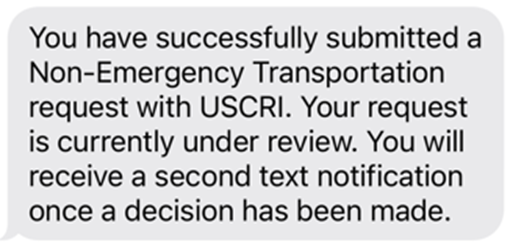 You have successfully submitted a
Non-Emergency Transportation
request with USCRI. Your request
is currently under review. You will
receive a second text notification
once a decision has been made.